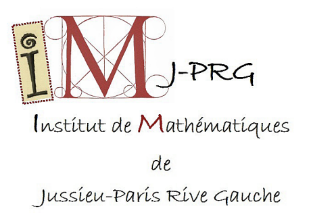 IMJ-PRG
Institut de Mathématiques
de
Jussieu-Paris Rive Gauche